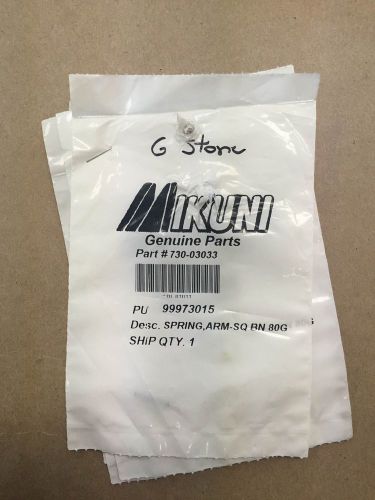 G Stone
MIKUNI
Genuine Parts
Part # 730-03033
PU 99973015
Desc. SPRING,ARM-SQ BN 80G
SHIP QTY. 1